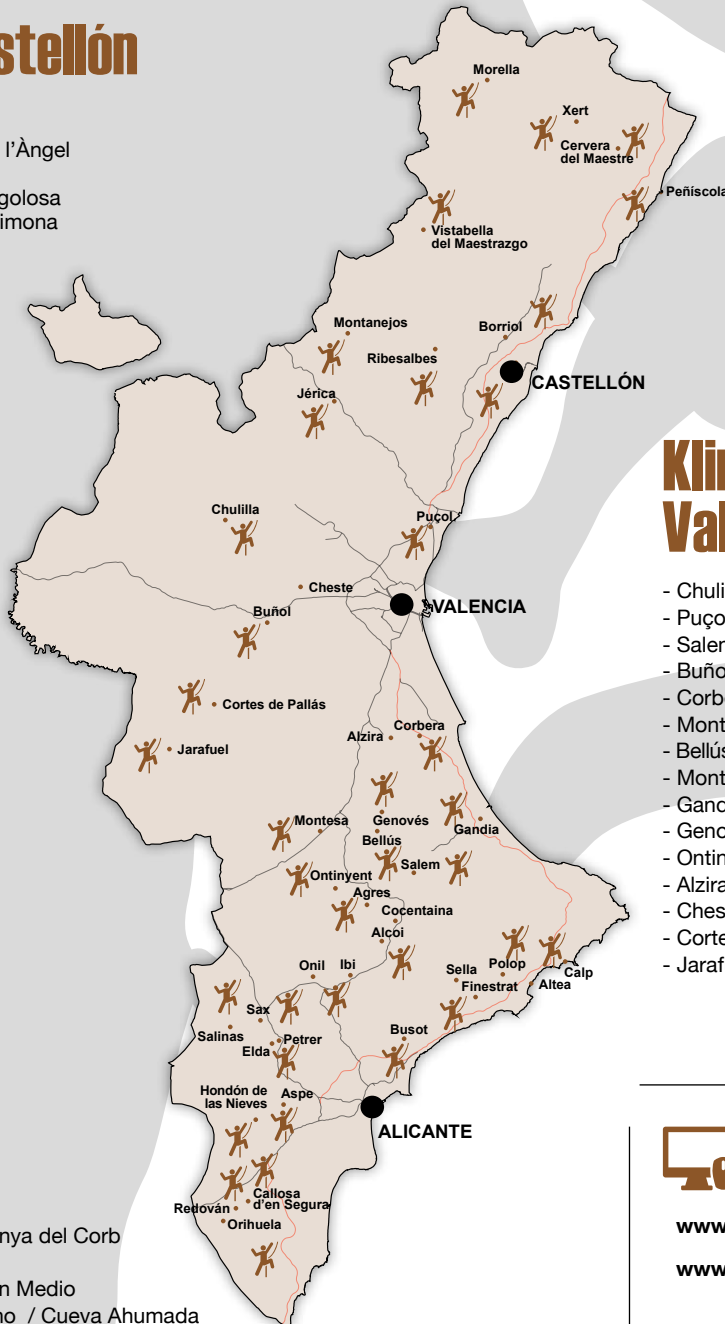 stellón
l'Àngel
golosa
imona
Morella
Xert
Cervera
del Maestre
Peñíscola
Vistabella
del Maestrazgo
Montanejos
Borriol
Ribesalbes
CASTELLÓN
Jérica
Chulilla
Puçol
Cheste
VALENCIA
Buñol
Cortes de Pallás
Corbera
Alzira
Jarafuel
Montesa
Genovés
Gandia
Bellús
Salem
Ontinyent
Agres
Cocentaina
Alcoi
Onil
Ibi
Sella
Polop
Calp
Finestrat
Altea
Sax
Salinas
Petrer
Elda
Busot
Hondón de
las Nieves
Aspe
ALICANTE
Callosa
d'en Segura
Redován
Orihuela
Kli
Val
- Chuli
- Puço
- Saler
- Buño
- Corb
- Mont
- Bellús
- Mont
- Gand
- Geno
- Ontin
- Alzira
- Ches
- Corte
- Jaraf
nya del Corb
n Medio
no / Cueva Ahumada
www
www